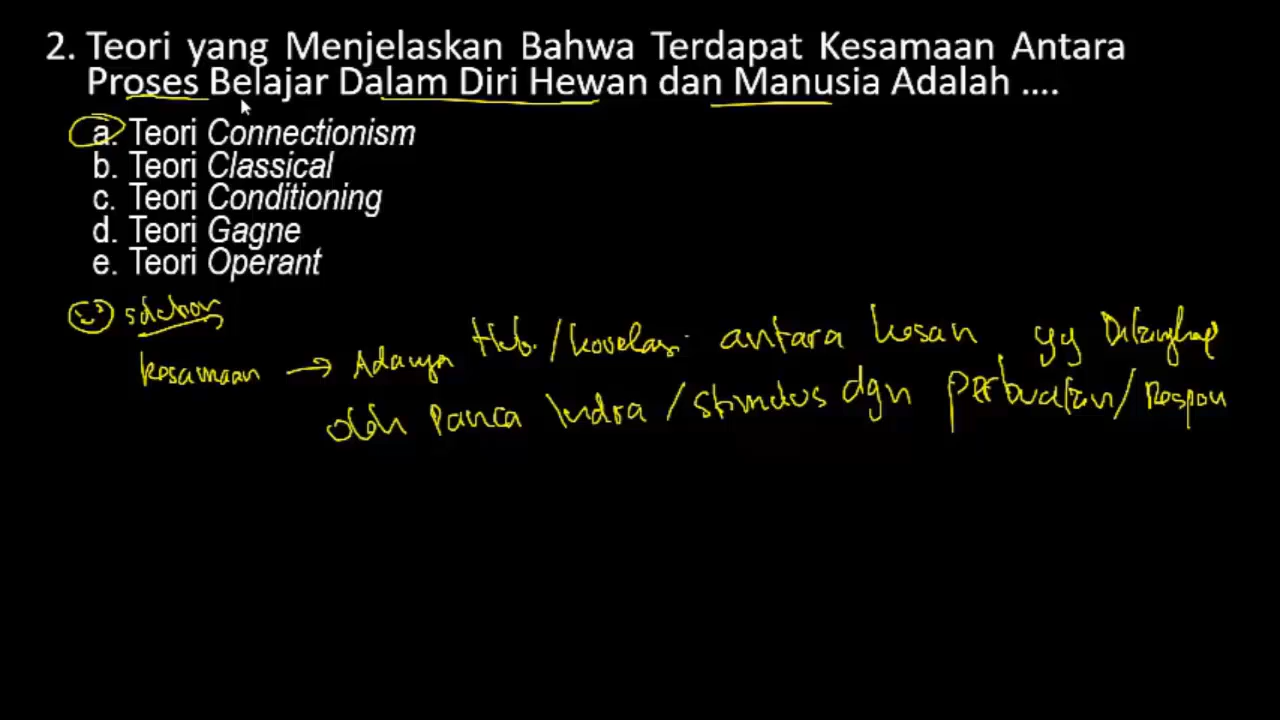 2. Teori yang Menjelaskan Bahwa Terdapat Kesamaan Antara
Proses Belajar Dalam Diri Hewan dan Manusia Adalah ....
a. Teori Connectionism
b. Teori Classical
c. Teori Conditioning
d. Teori Gagne
e. Teori Operant
kesamaan → Adanya Hub. / korelasi antara kesan yg Ditangkap
oleh Panca Indra / stimulus dgn perbuatan / Respon